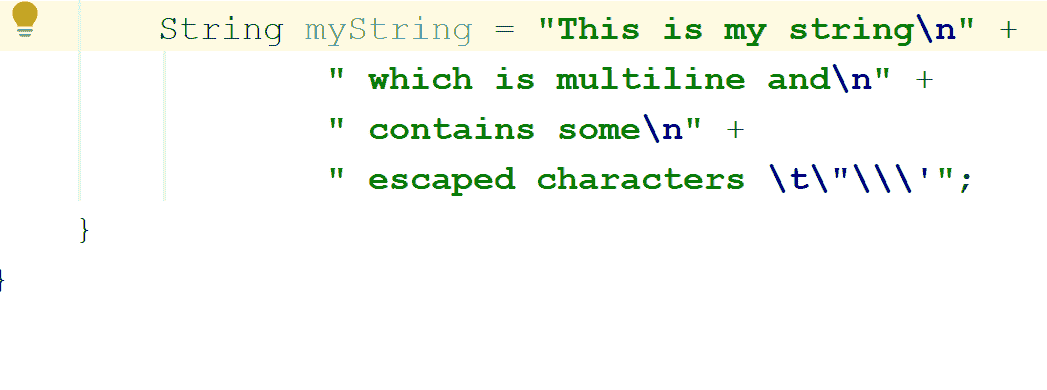 String myString = "This is my string\n" +
" which is multiline and\n" +
" contains some\n" +
" escaped characters \t\"\\\'";
}
}